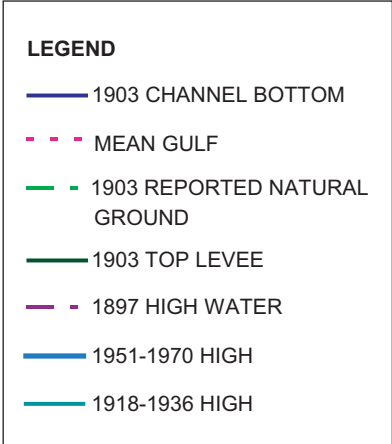 LEGEND
1903 CHANNEL BOTTOM
MEAN GULF
1903 REPORTED NATURAL
GROUND
1903 TOP LEVEE
1897 HIGH WATER
1951-1970 HIGH
1918-1936 HIGH